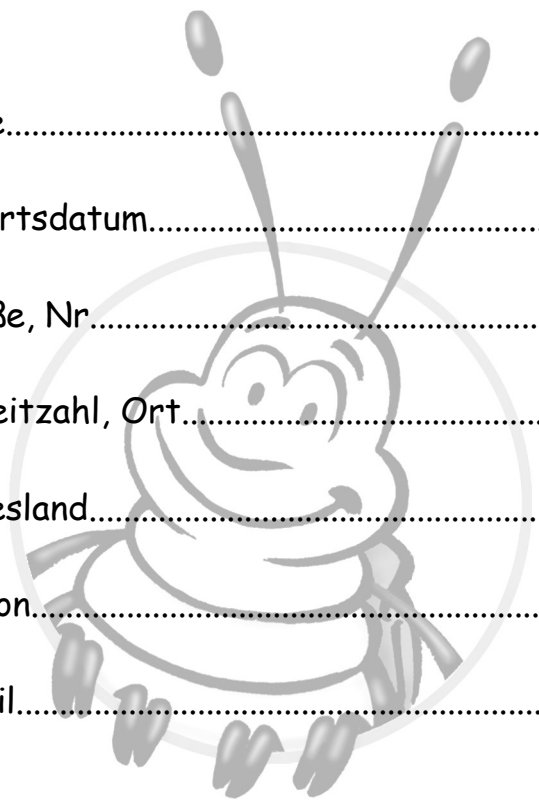 e..................................................................
rtsdatum..................................................
ße, Nr.........................................................
eitzahl, Ort.............................................
esland.........................................................
on................................................................
il..................................................................